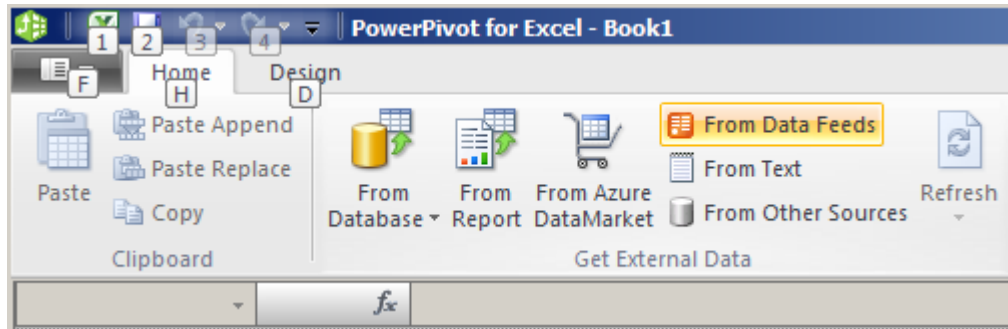 PowerPivot for Excel - Book1
1 2 3 4
F
Home
Design
H
D
Paste
Paste Append
Paste Replace
Copy
Clipboard
From Database
From Report
From Azure DataMarket
From Data Feeds
From Text
From Other Sources
Refresh
Get External Data
fx